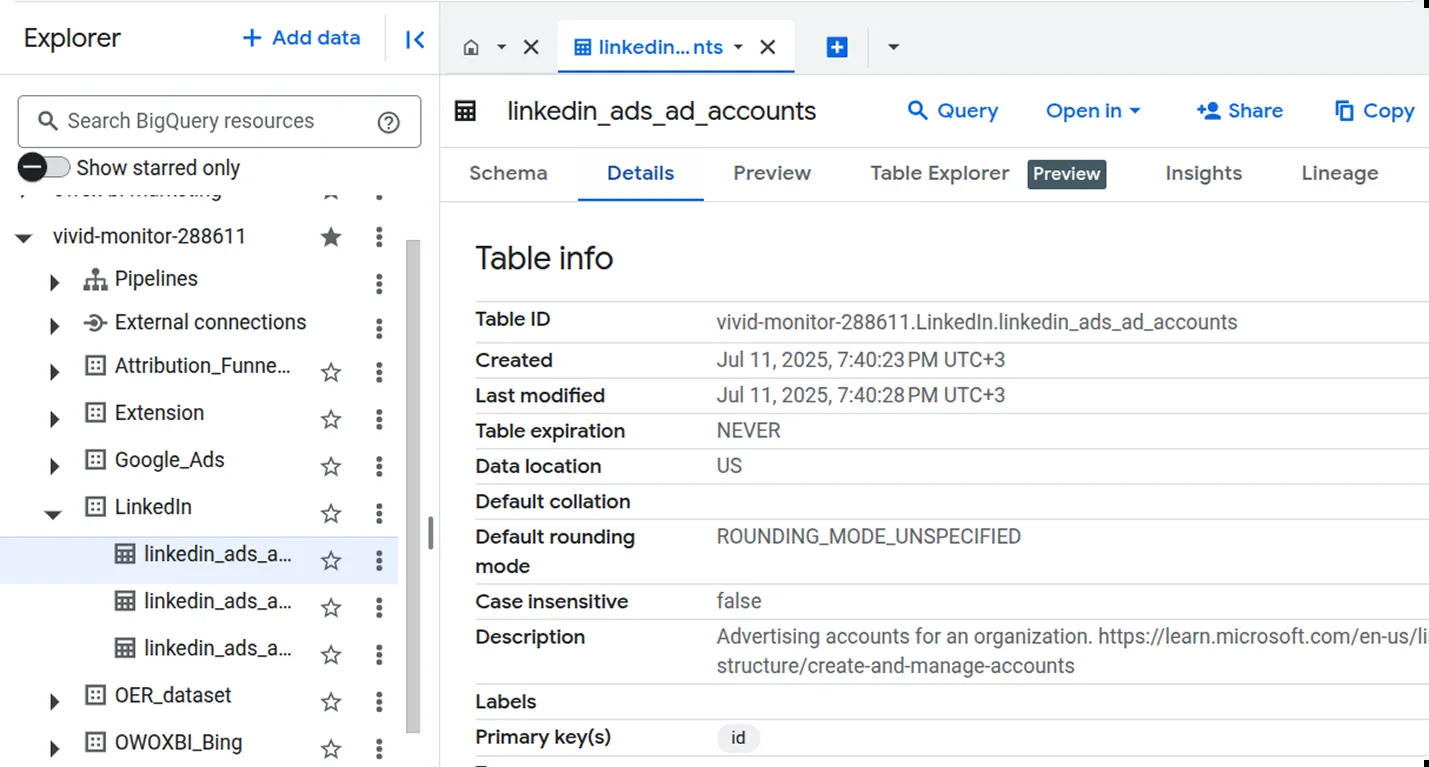 Explorer
Add data
Search BigQuery resources
Show starred only
vivid-monitor-288611
Pipelines
External connections
Attribution_Funne...
Extension
Google_Ads
LinkedIn
linkedin_ads_a...
linkedin_ads_a...
linkedin_ads_a...
OER_dataset
OWOXBI_Bing
linkedin...nts
linkedin_ads_ad_accounts
Query
Open in
Share
Copy
Schema
Details
Preview
Table Explorer
Preview
Insights
Lineage
Table info
Table ID
vivid-monitor-288611.LinkedIn.linkedin_ads_ad_accounts
Created
Jul 11, 2025, 7:40:23 PM UTC+3
Last modified
Jul 11, 2025, 7:40:28 PM UTC+3
Table expiration
NEVER
Data location
US
Default collation
Default rounding
mode
ROUNDING_MODE_UNSPECIFIED
Case insensitive
false
Description
Advertising accounts for an organization. https://learn.microsoft.com/en-us/li
structure/create-and-manage-accounts
Labels
Primary key(s)
id